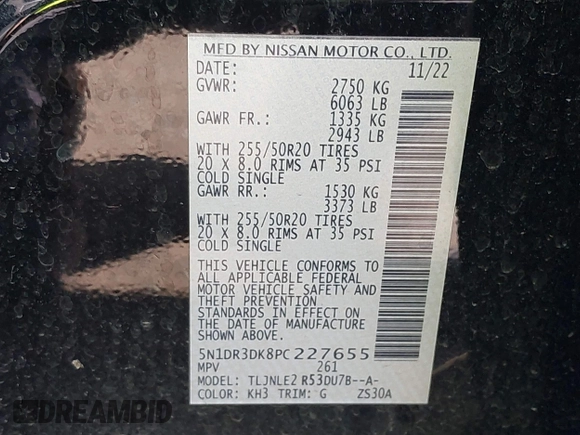 MFD BY NISSAN MOTOR CO., LTD.
DATE: 11/22
GVWR: 2750 KG
6063 LB
GAWR FR.: 1335 KG
2943 LB
WITH 255/50R20 TIRES
20 X 8.0 RIMS AT 35 PSI
COLD SINGLE
GAWR RR.: 1530 KG
3373 LB
WITH 255/50R20 TIRES
20 X 8.0 RIMS AT 35 PSI
COLD SINGLE
THIS VEHICLE CONFORMS TO
ALL APPLICABLE FEDERAL
MOTOR VEHICLE SAFETY AND
THEFT PREVENTION
STANDARDS IN EFFECT ON
THE DATE OF MANUFACTURE
SHOWN ABOVE.
5N1DR3DK8PC227655
MPV 261
MODEL: TLJNLE2 R53DU7B--A-
COLOR: KH3 TRIM: G ZS30A
DREAMBID